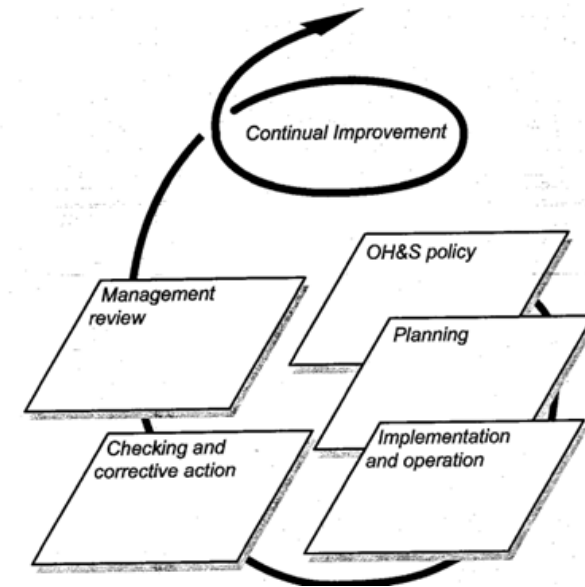 Continual Improvement
OH&S policy
Management
review
Planning
Checking and
corrective action
Implementation
and operation